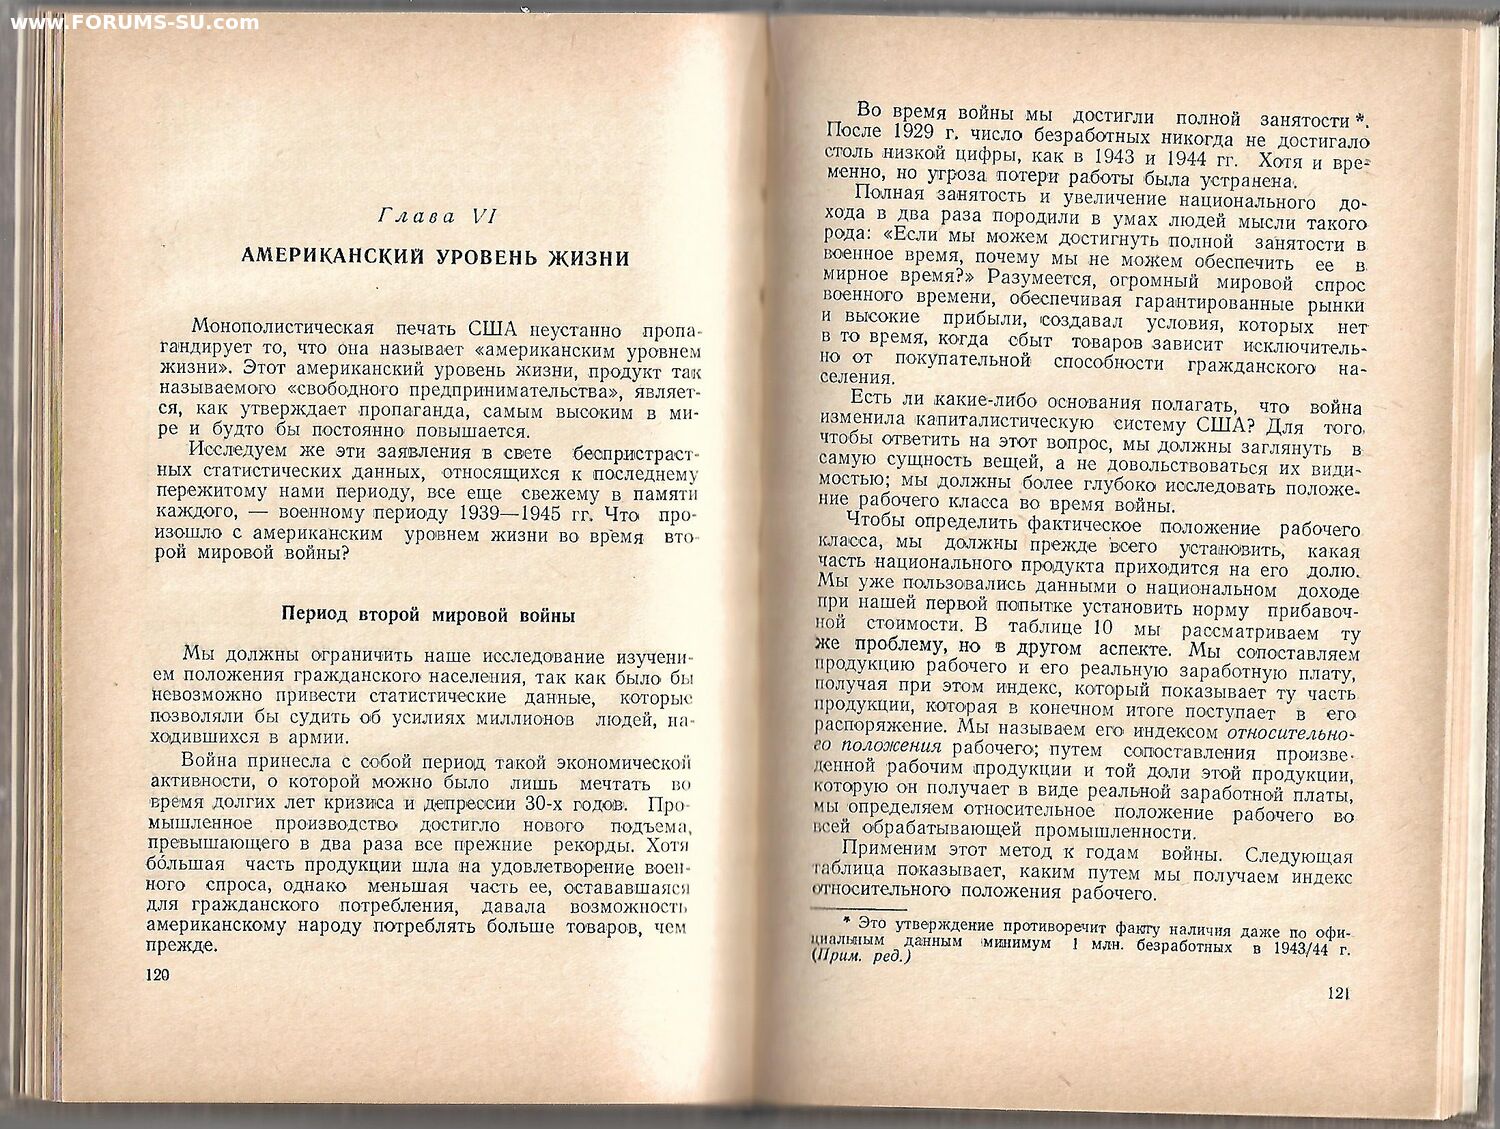 www.FORUMS-SU.com
Глава VI
АМЕРИКАНСКИЙ УРОВЕНЬ ЖИЗНИ
Монополистическая печать США неустанно пропа-
гандирует то, что она называет «американским уровнем
жизни». Этот американский уровень жизни, продукт так
называемого «свободного предпринимательства», являет-
ся, как утверждает пропаганда, самым высоким в ми-
ре и будто бы постоянно повышается.
Исследуем же эти заявления в свете беспристраст-
ных статистических данных, относящихся к последнему
пережитому нами периоду, все еще свежему в памяти
каждого, — военному периоду 1939—1945 гг. Что про-
изошло с американским уровнем жизни во время вто-
рой мировой войны?
Период второй мировой войны
Мы должны ограничить наше исследование изучени-
ем положения гражданского населения, так как было бы
невозможно привести статистические данные, которые
позволяли бы судить об усилиях миллионов людей, на-
ходившихся в армии.
Война принесла с собой период такой экономической
активности, о которой можно было лишь мечтать во
время долгих лет кризиса и депрессии 30-х годов. Про-
мышленное производство достигло нового подъема,
превышающего в два раза все прежние рекорды. Хотя
бо́льшая часть продукции шла на удовлетворение воен-
ного спроса, однако меньшая часть ее, остававшаяся
для гражданского потребления, давала возможность
американскому народу потреблять больше товаров, чем
прежде.
120
Во время войны мы достигли полной занятости *.
После 1929 г. число безработных никогда не достигало
столь низкой цифры, как в 1943 и 1944 гг. Хотя и вре-
менно, но угроза потери работы была устранена.
Полная занятость и увеличение национального до-
хода в два раза породили в умах людей мысли такого
рода: «Если мы можем достигнуть полной занятости в
военное время, почему мы не можем обеспечить ее в
мирное время?» Разумеется, огромный мировой спрос
военного времени, обеспечивая гарантированные рынки
и высокие прибыли, создавал условия, которых нет
в то время, когда сбыт товаров зависит исключитель-
но от покупательной способности гражданского на-
селения.
Есть ли какие-либо основания полагать, что война
изменила капиталистическую систему США? Для того,
чтобы ответить на этот вопрос, мы должны заглянуть в
самую сущность вещей, а не довольствоваться их види-
мостью; мы должны более глубоко исследовать положе-
ние рабочего класса во время войны.
Чтобы определить фактическое положение рабочего
класса, мы должны прежде всего установить, какая
часть национального продукта приходится на его долю.
Мы уже пользовались данными о национальном доходе
при нашей первой попытке установить норму прибавоч-
ной стоимости. В таблице 10 мы рассматриваем ту
же проблему, но в другом аспекте. Мы сопоставляем
продукцию рабочего и его реальную заработную плату,
получая при этом индекс, который показывает ту часть
продукции, которая в конечном итоге поступает в его
распоряжение. Мы называем его индексом относительно-
го положения рабочего; путем сопоставления произве-
денной рабочим продукции и той доли этой продукции,
которую он получает в виде реальной заработной платы,
мы определяем относительное положение рабочего во
всей обрабатывающей промышленности.
Применим этот метод к годам войны. Следующая
таблица показывает, каким путем мы получаем индекс
относительного положения рабочего.
* Это утверждение противоречит факту наличия даже по офи-
циальным данным минимум 1 млн. безработных в 1943/44 г.
(Прим. ред.)
121